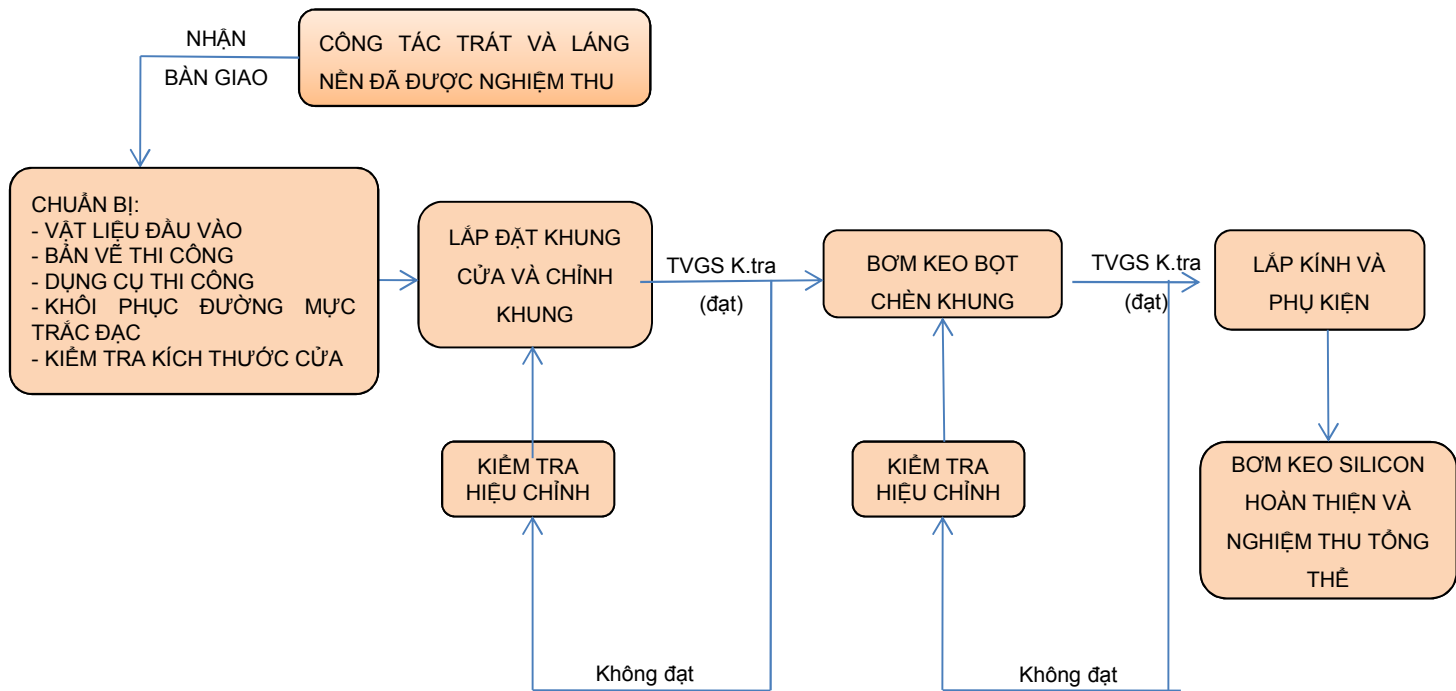 NHẬN
BÀN GIAO
CÔNG TÁC TRÁT VÀ LÁNG
NỀN ĐÃ ĐƯỢC NGHIỆM THU
CHUẨN BỊ:
- VẬT LIỆU ĐẦU VÀO
- BẢN VẼ THI CÔNG
- DỤNG CỤ THI CÔNG
- KHÔI PHỤC ĐƯỜNG MỰC
TRẮC ĐẠC
- KIỂM TRA KÍCH THƯỚC CỬA
LẮP ĐẶT KHUNG
CỬA VÀ CHỈNH
KHUNG
TVGS K.tra
(đạt)
BƠM KEO BỌT
CHÈN KHUNG
TVGS K.tra
(đạt)
LẮP KÍNH VÀ
PHỤ KIỆN
KIỂM TRA
HIỆU CHỈNH
KIỂM TRA
HIỆU CHỈNH
BƠM KEO SILICON
HOÀN THIỆN VÀ
NGHIỆM THU TỔNG
THỂ
Không đạt
Không đạt